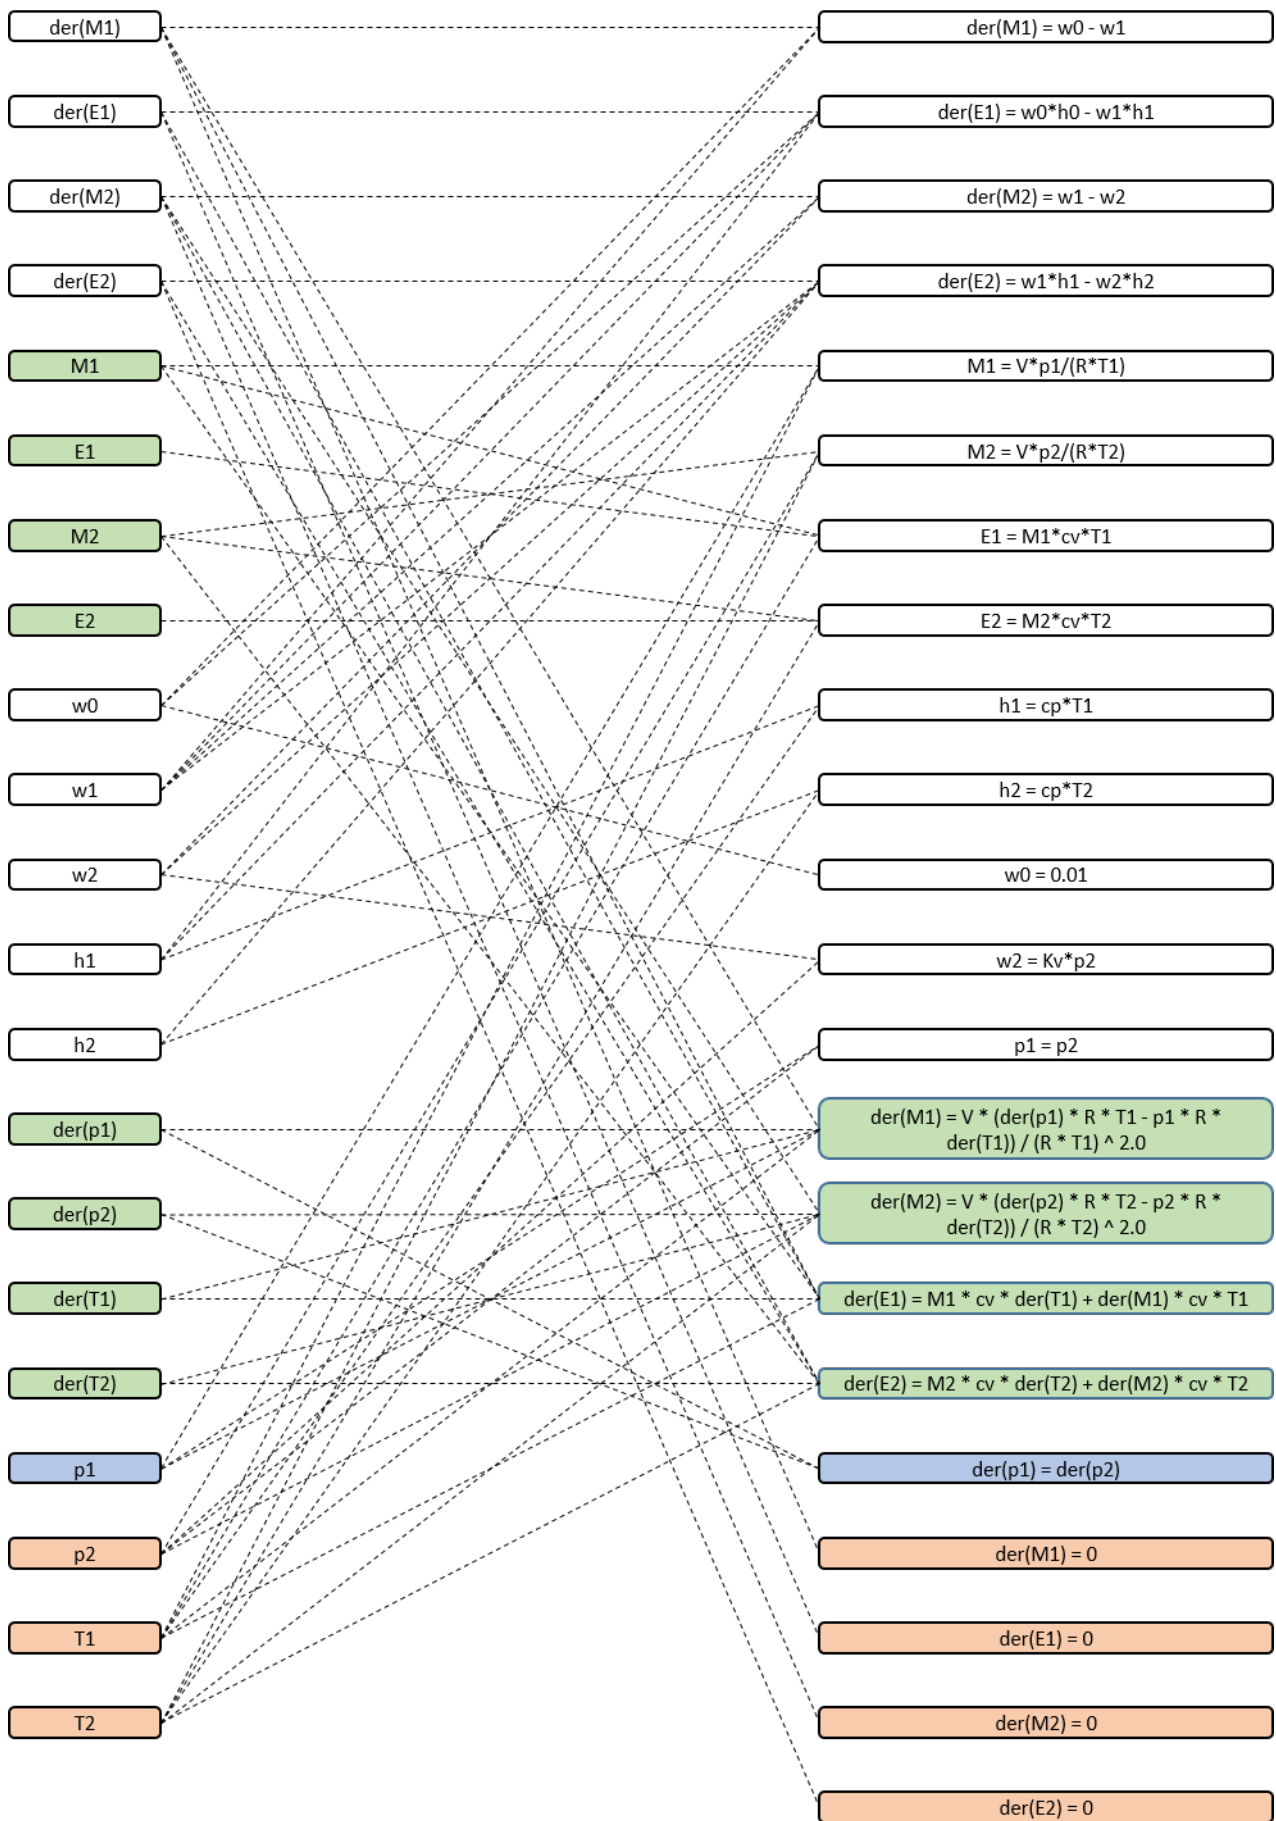 der(M1)
der(M1) = w0 - w1
der(E1)
der(E1) = w0*h0 - w1*h1
der(M2)
der(M2) = w1 - w2
der(E2)
der(E2) = w1*h1 - w2*h2
M1
M1 = V*p1/(R*T1)
E1
M2 = V*p2/(R*T2)
M2
E1 = M1*cv*T1
E2
E2 = M2*cv*T2
w0
h1 = cp*T1
w1
h2 = cp*T2
w2
w0 = 0.01
h1
w2 = Kv*p2
h2
p1 = p2
der(p1)
der(M1) = V * (der(p1) * R * T1 - p1 * R *
der(T1)) / (R * T1) ^ 2.0
der(p2)
der(M2) = V * (der(p2) * R * T2 - p2 * R *
der(T2)) / (R * T2) ^ 2.0
der(T1)
der(E1) = M1 * cv * der(T1) + der(M1) * cv * T1
der(T2)
der(E2) = M2 * cv * der(T2) + der(M2) * cv * T2
p1
der(p1) = der(p2)
p2
der(M1) = 0
T1
der(E1) = 0
T2
der(M2) = 0
der(E2) = 0